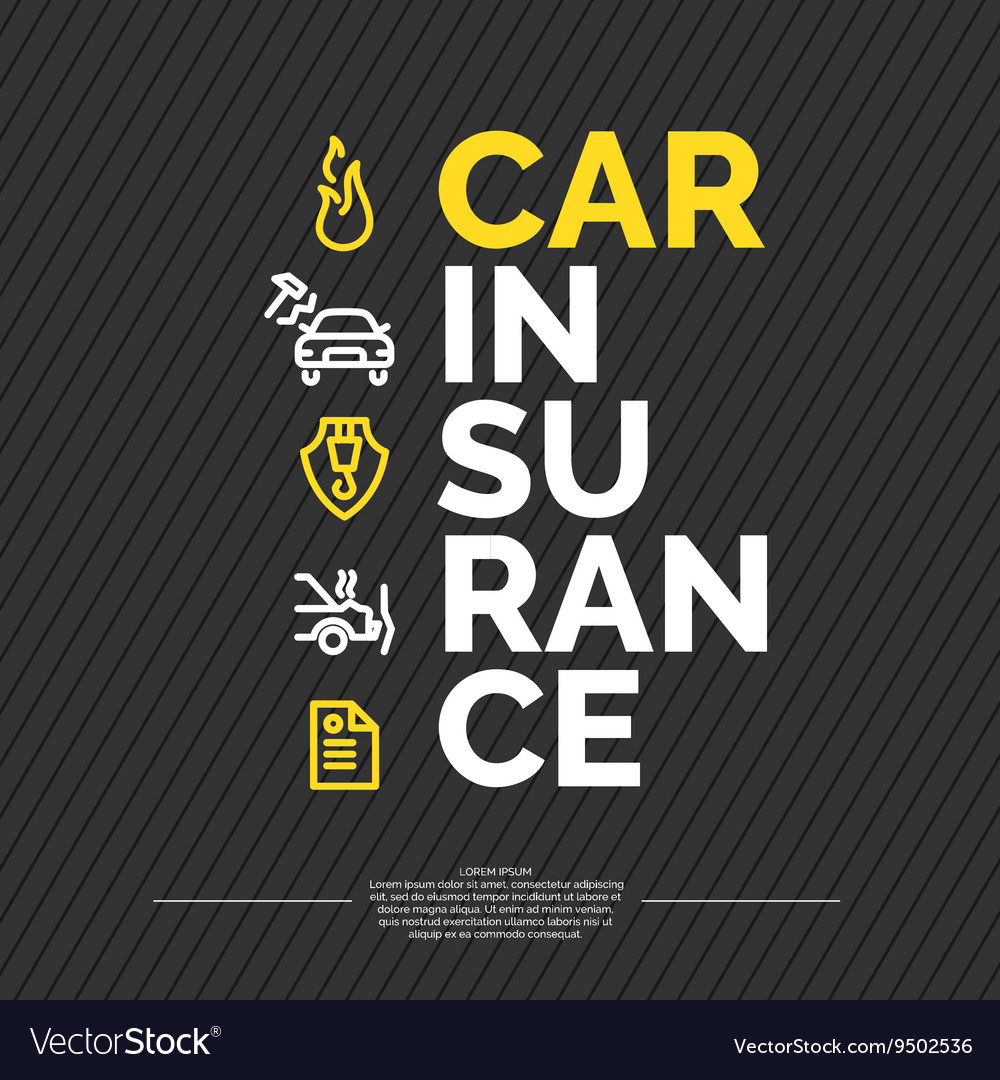 CAR
IN
SU
RAN
CE
LOREM IPSUM
Lorem ipsum dolor sit amet, consectetur adipiscing
elit, sed do eiusmod tempor incididunt ut labore et
dolore magna aliqua. Ut enim ad minim veniam,
quis nostrud exercitation ullamco laboris nisi ut
aliquip ex ea commodo consequat.
VectorStock®
VectorStock.com/9502536